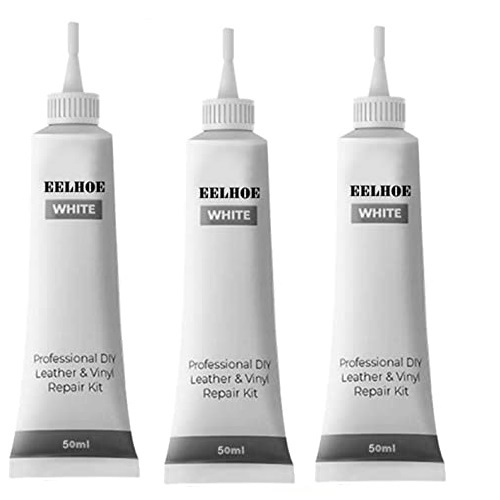 EELHOE
WHITE
Professional DIY
Leather & Vinyl
Repair Kit
50ml
EELHOE
WHITE
Professional DIY
Leather & Vinyl
Repair Kit
50ml
EELHOE
WHITE
Professional DIY
Leather & Vinyl
Repair Kit
50ml